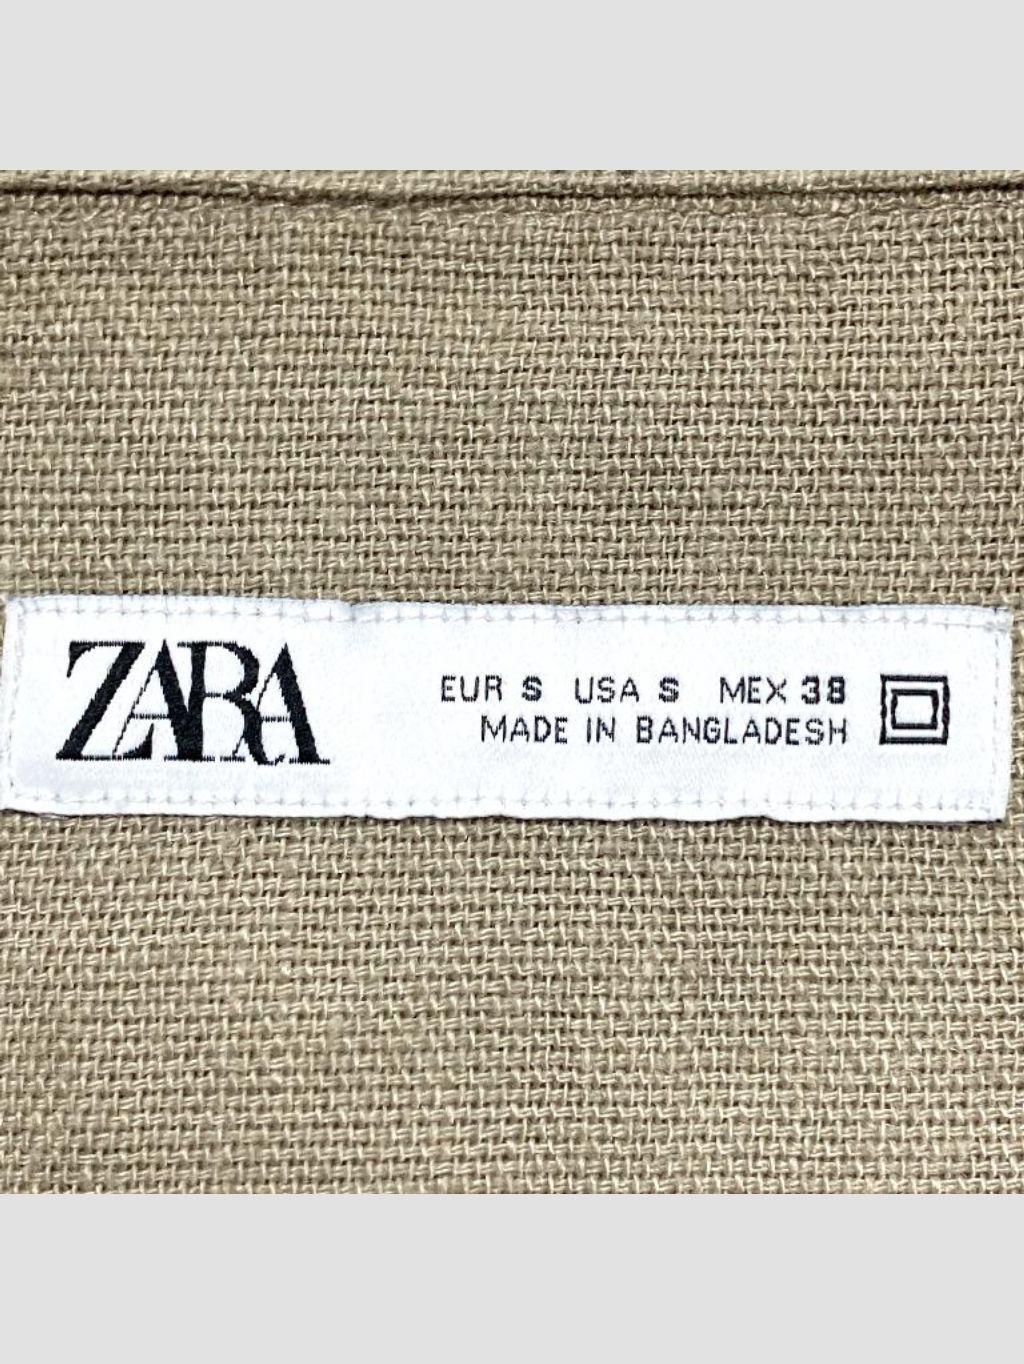 ZARA
EUR S USA S MEX 38
MADE IN BANGLADESH